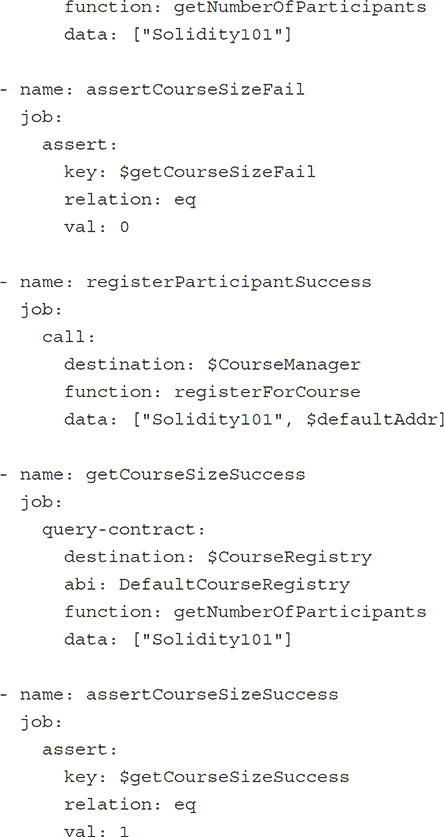 function: getNumberOfParticipants
data: ["Solidity101"]
- name: assertCourseSizeFail
job:
assert:
key: $getCourseSizeFail
relation: eq
val: 0
- name: registerParticipantSuccess
job:
call:
destination: $CourseManager
function: registerForCourse
data: ["Solidity101", $defaultAddr]
- name: getCourseSizeSuccess
job:
query-contract:
destination: $CourseRegistry
abi: DefaultCourseRegistry
function: getNumberOfParticipants
data: ["Solidity101"]
- name: assertCourseSizeSuccess
job:
assert:
key: $getCourseSizeSuccess
relation: eq
val: 1